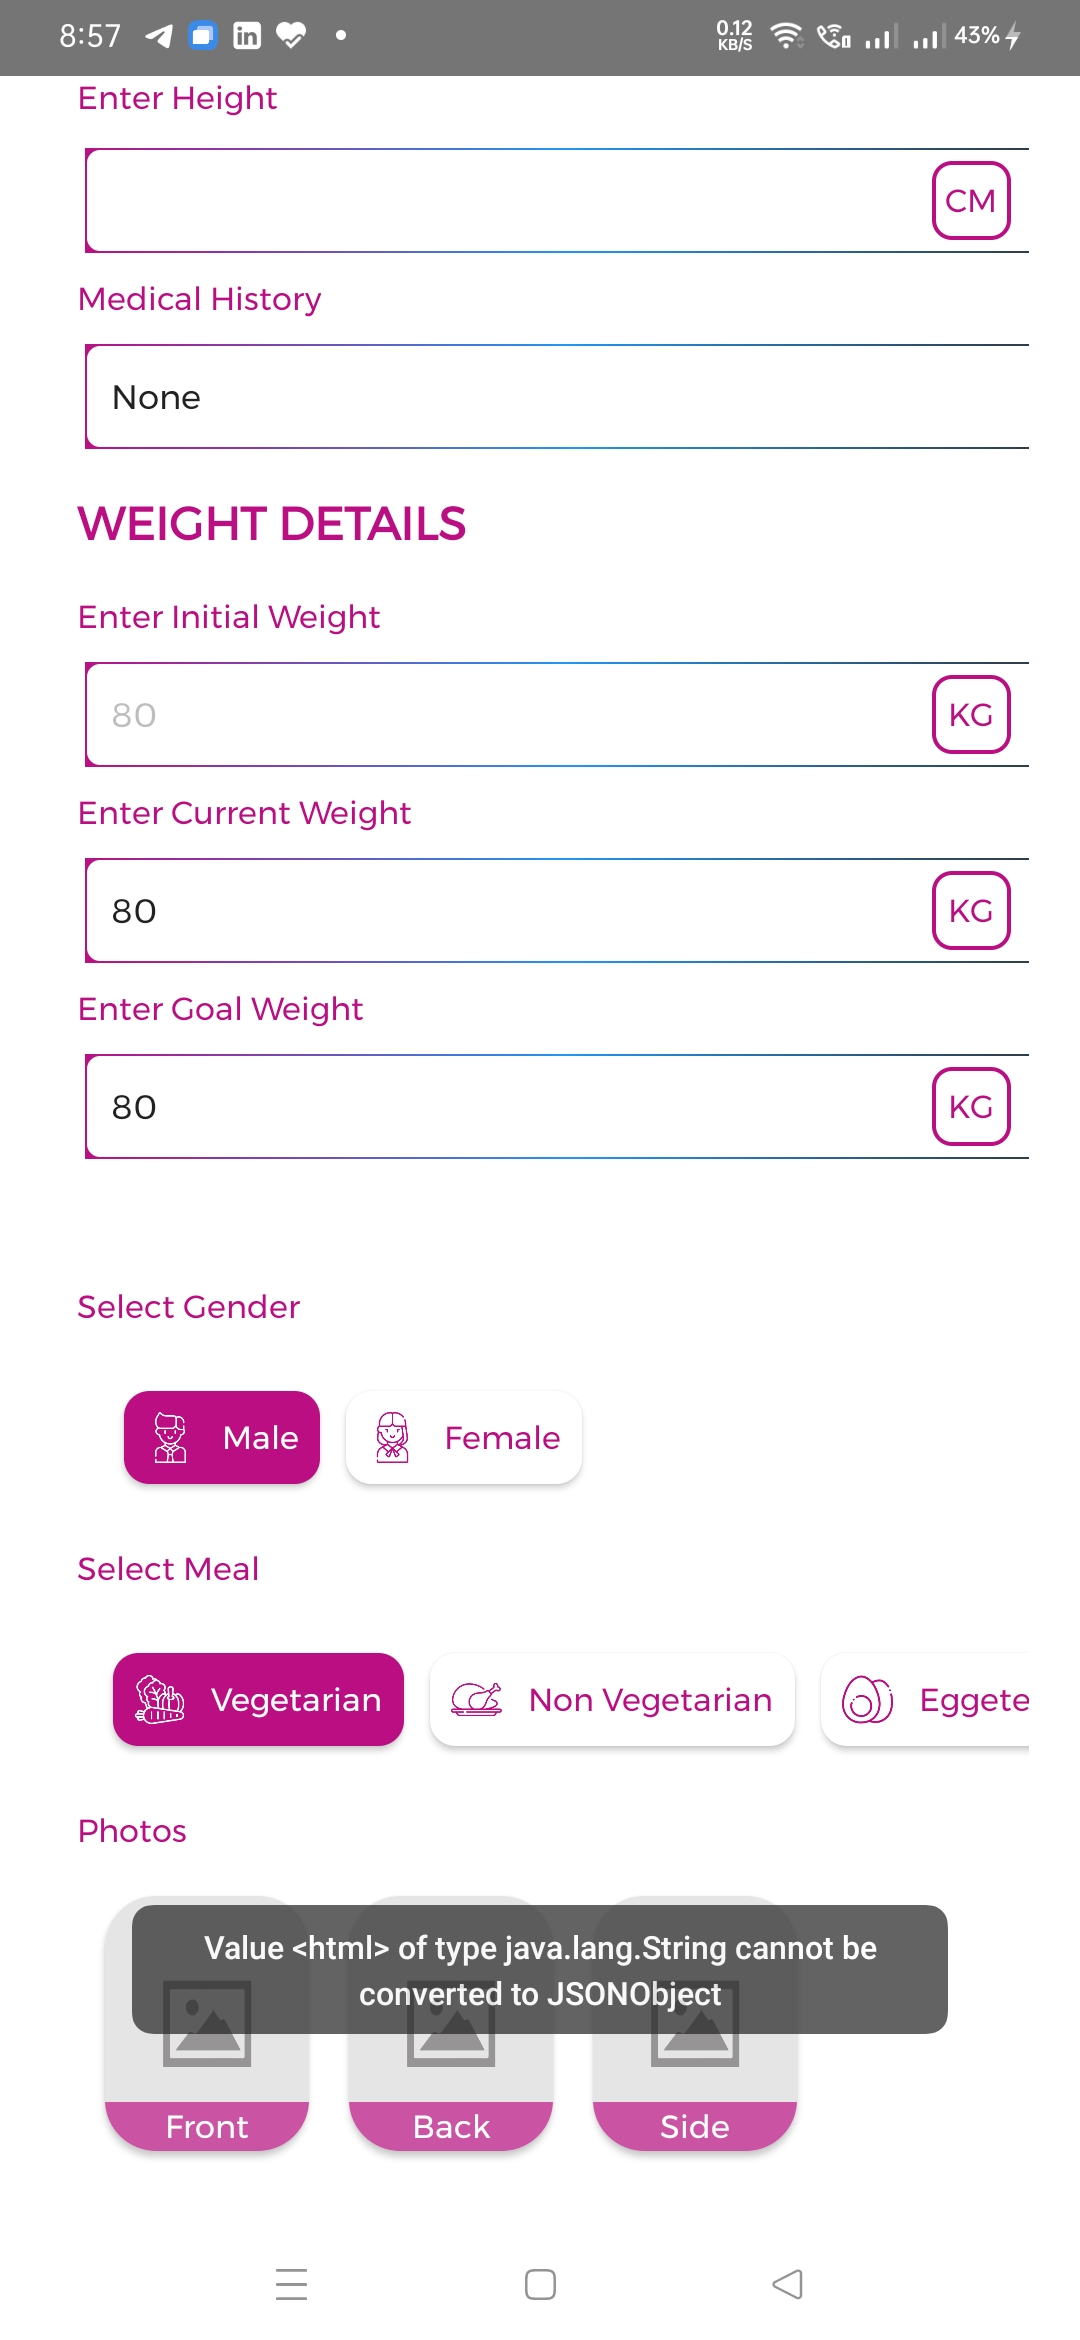 8:57
in
0.12
KB/S
43%
Enter Height
CM
Medical History
None
WEIGHT DETAILS
Enter Initial Weight
80
KG
Enter Current Weight
80
KG
Enter Goal Weight
80
KG
Select Gender
Male
Female
Select Meal
Vegetarian
Non Vegetarian
Eggete
Photos
Value <html> of type java.lang.String cannot be
converted to JSONObject
Front
Back
Side